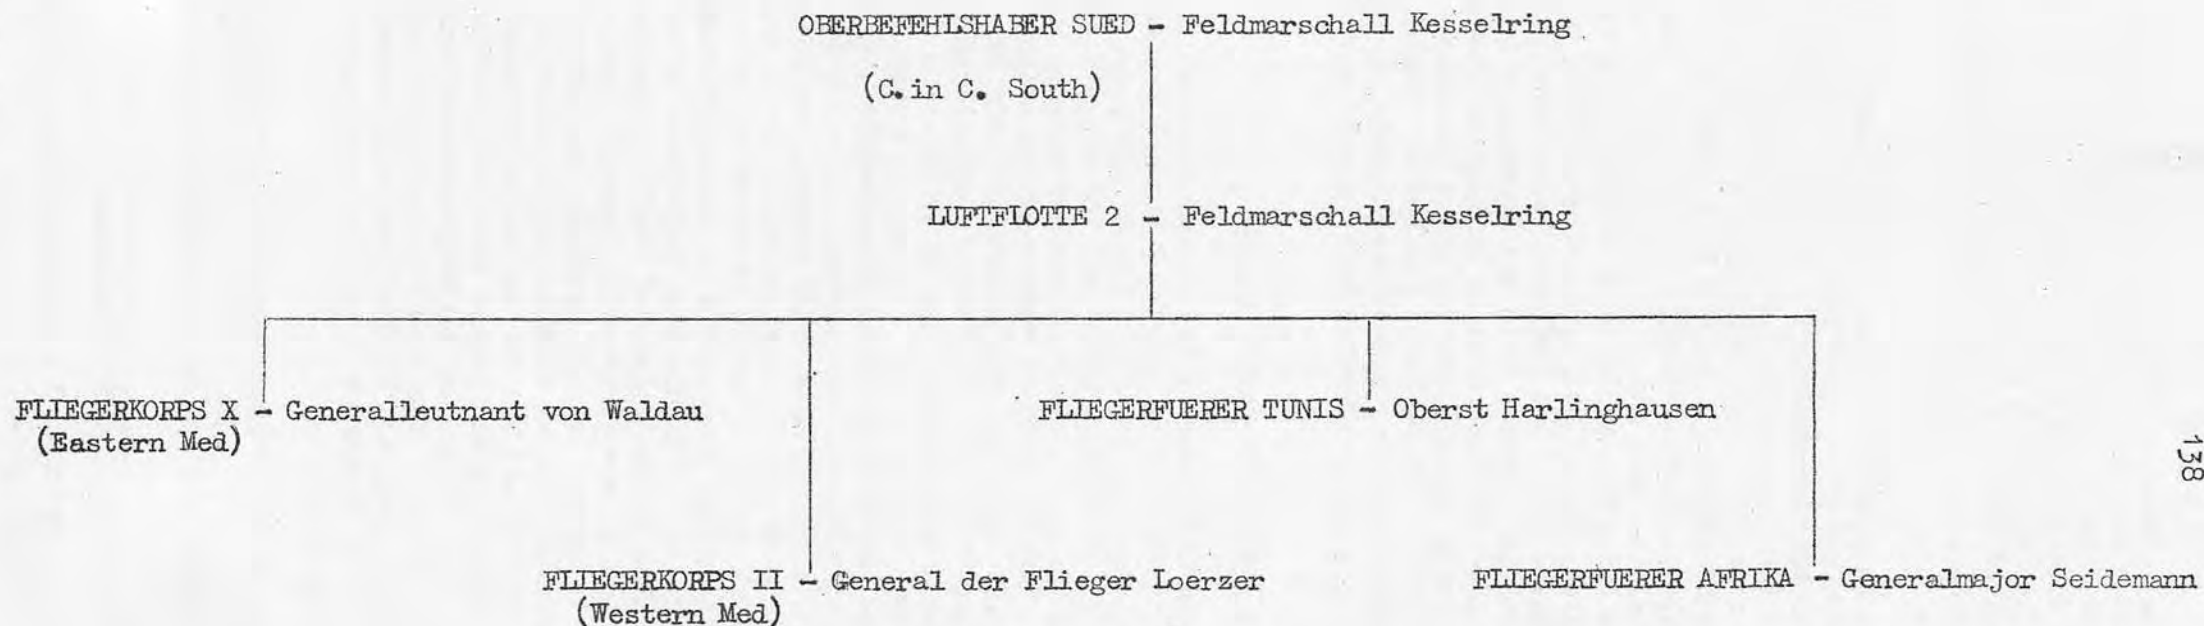 OBERBEFEHLSHABER SUED - Feldmarschall Kesselring
(C. in C. South)
LUFTFLOTTE 2 - Feldmarschall Kesselring
FLIEGERKORPS X - Generalleutnant von Waldau
(Eastern Med)
FLIEGERFUERER TUNIS - Oberst Harlinghausen
138
FLIEGERKORPS II - General der Flieger Loerzer
(Western Med)
FLIEGERFUERER AFRIKA - Generalmajor Seidemann